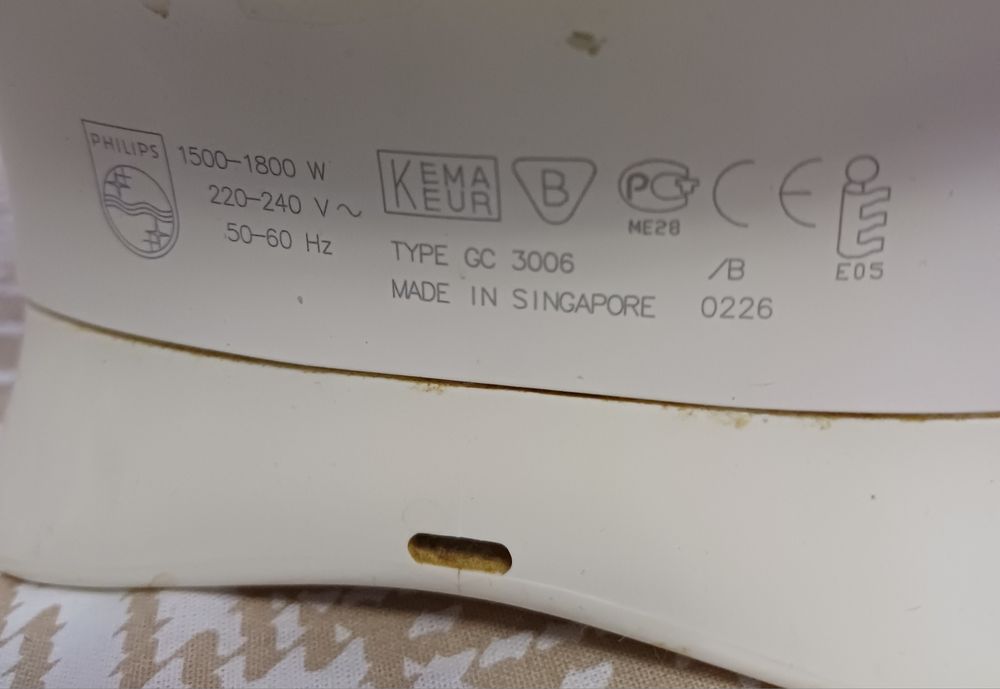 PHILIPS
1500-1800 W
220-240 V~
50-60 Hz
KEMA
KEUR
B
РСТ
ME28
CE
E05
TYPE GC 3006 /B
MADE IN SINGAPORE 0226